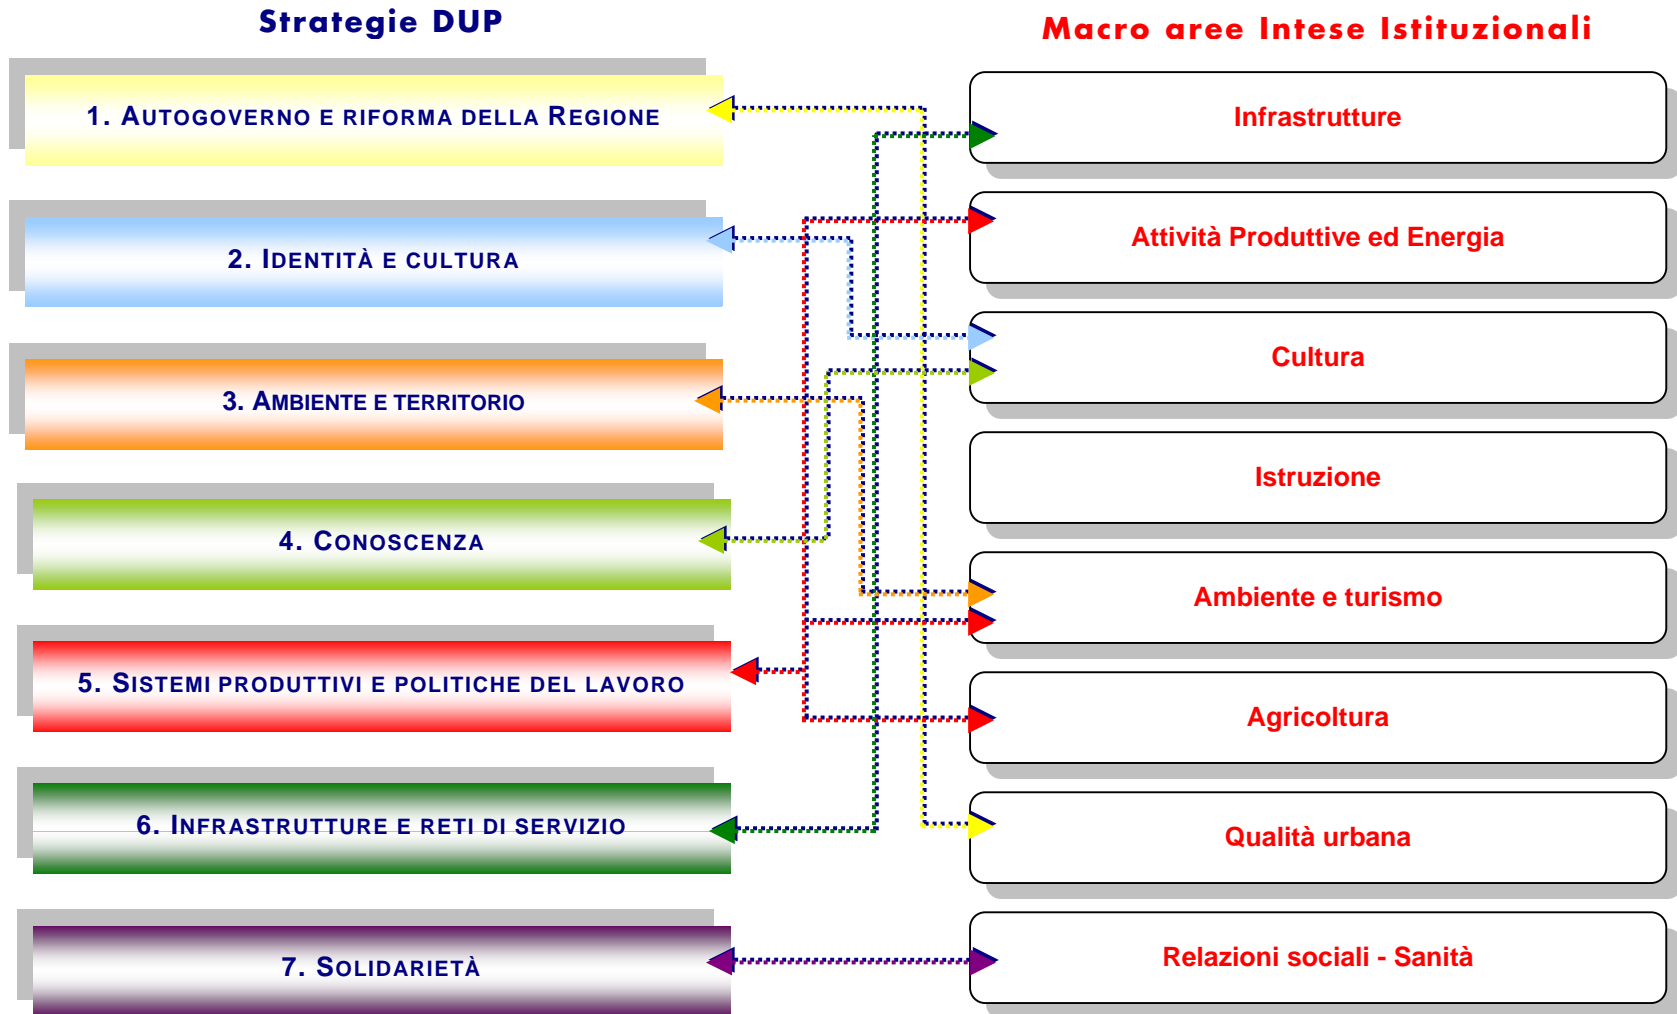 Strategie DUP
1. Autogoverno e riforma della Regione
2. Identità e cultura
3. Ambiente e territorio
4. Conoscenza
5. Sistemi produttivi e politiche del lavoro
6. Infrastrutture e reti di servizio
7. Solidarietà
Macro aree Intese Istituzionali
Infrastrutture
Attività Produttive ed Energia
Cultura
Istruzione
Ambiente e turismo
Agricoltura
Qualità urbana
Relazioni sociali - Sanità